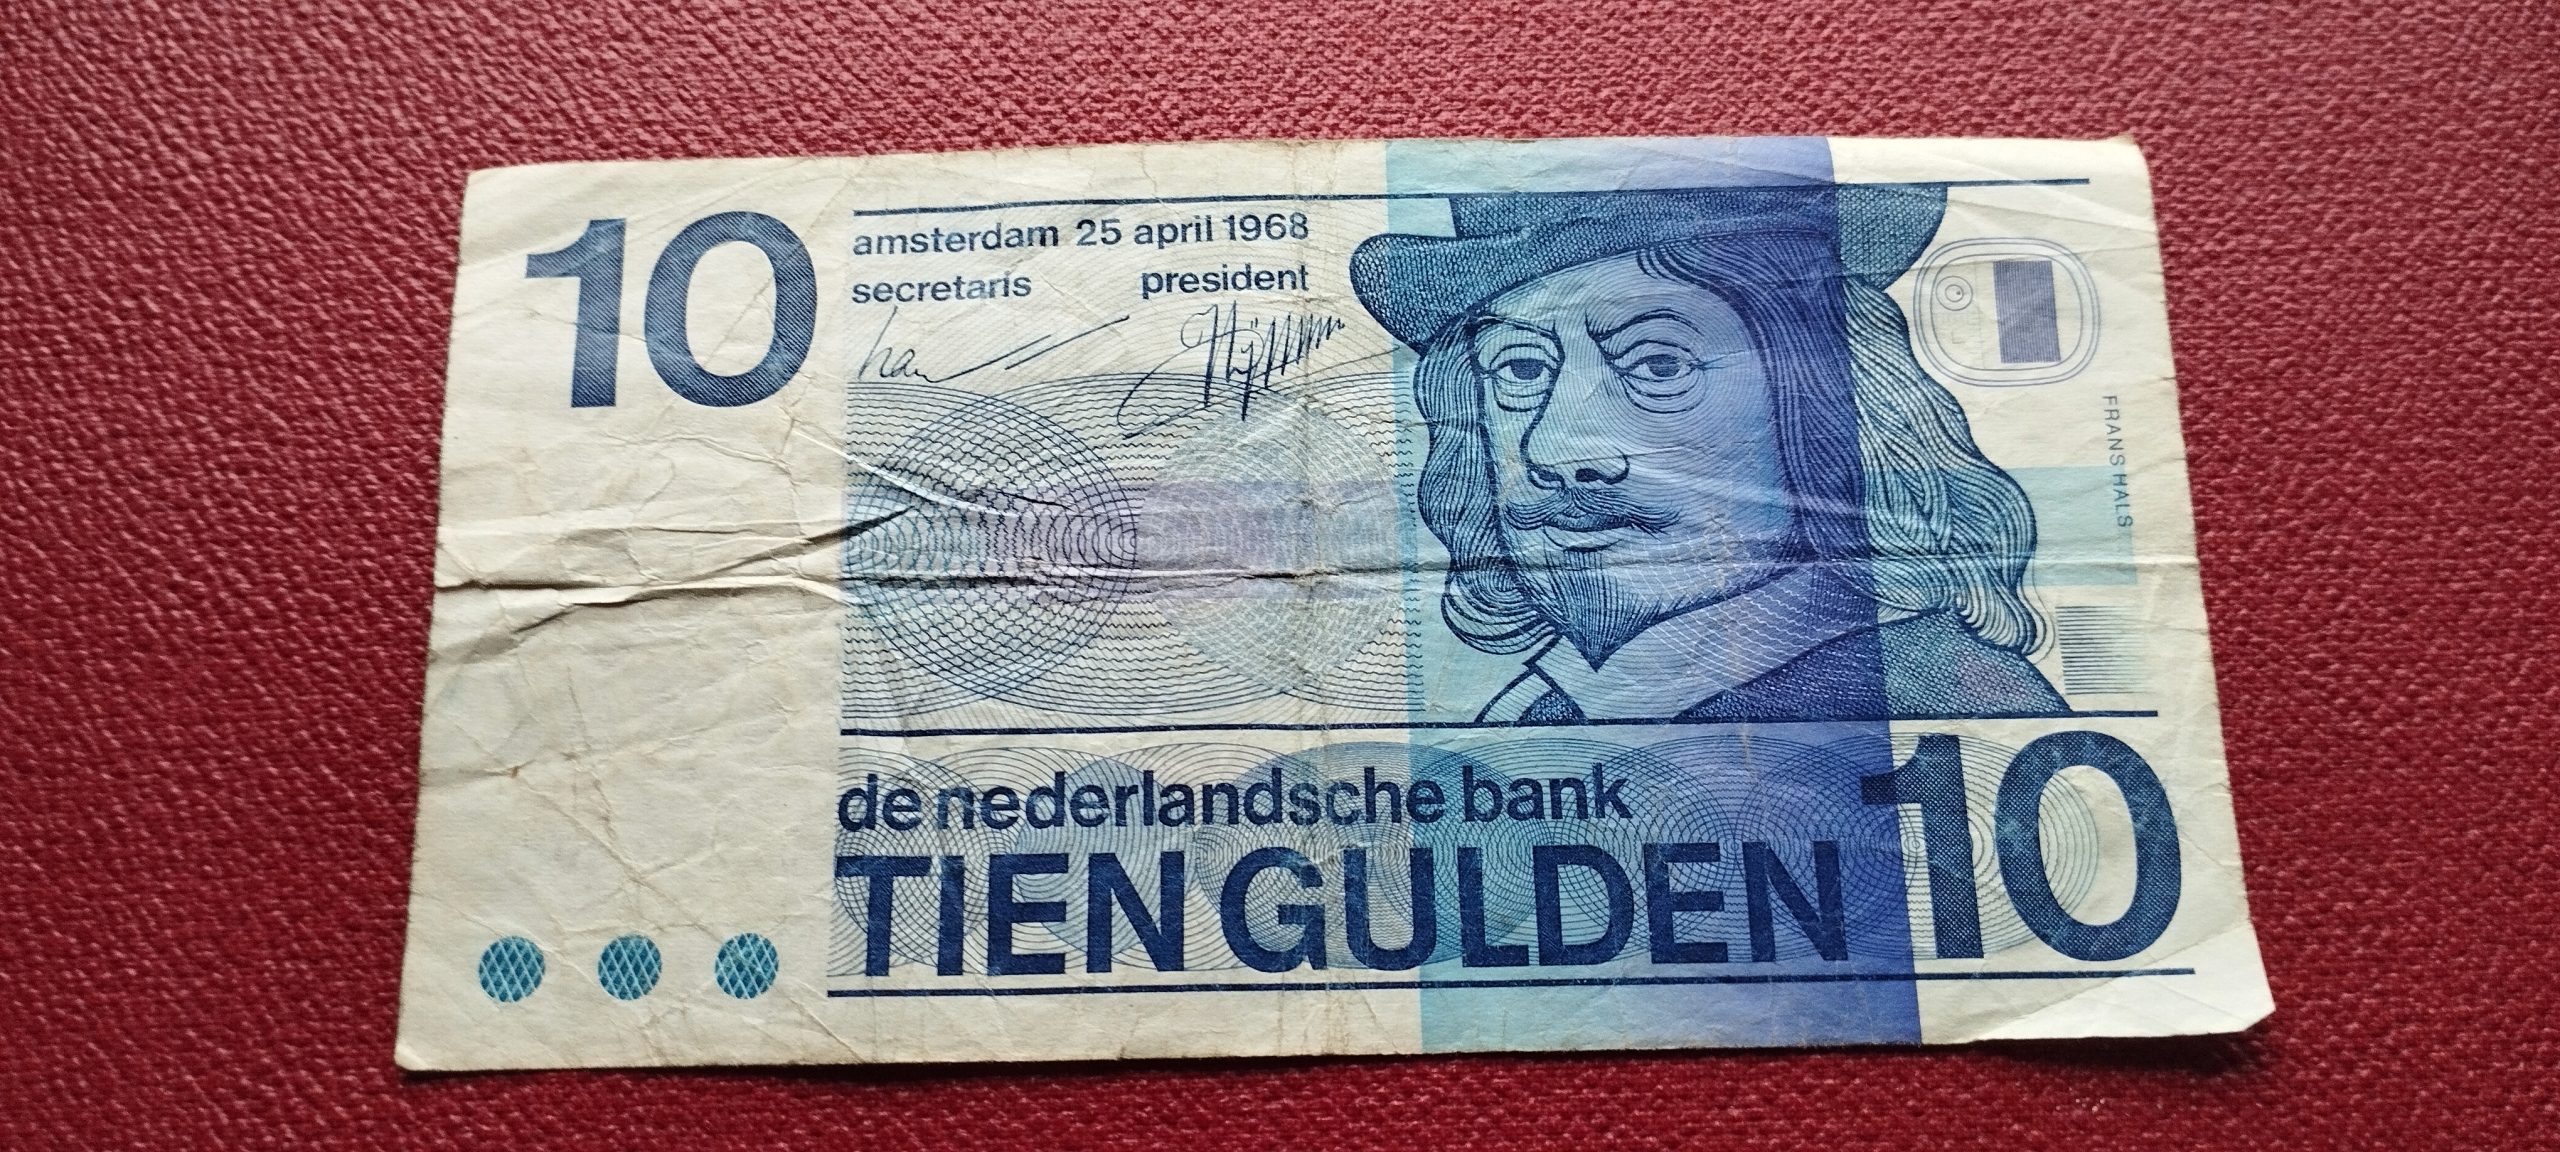 10
amsterdam 25 april 1968
secretaris president
FRANS HALS
de nederlandsche bank
TIEN GULDEN 10